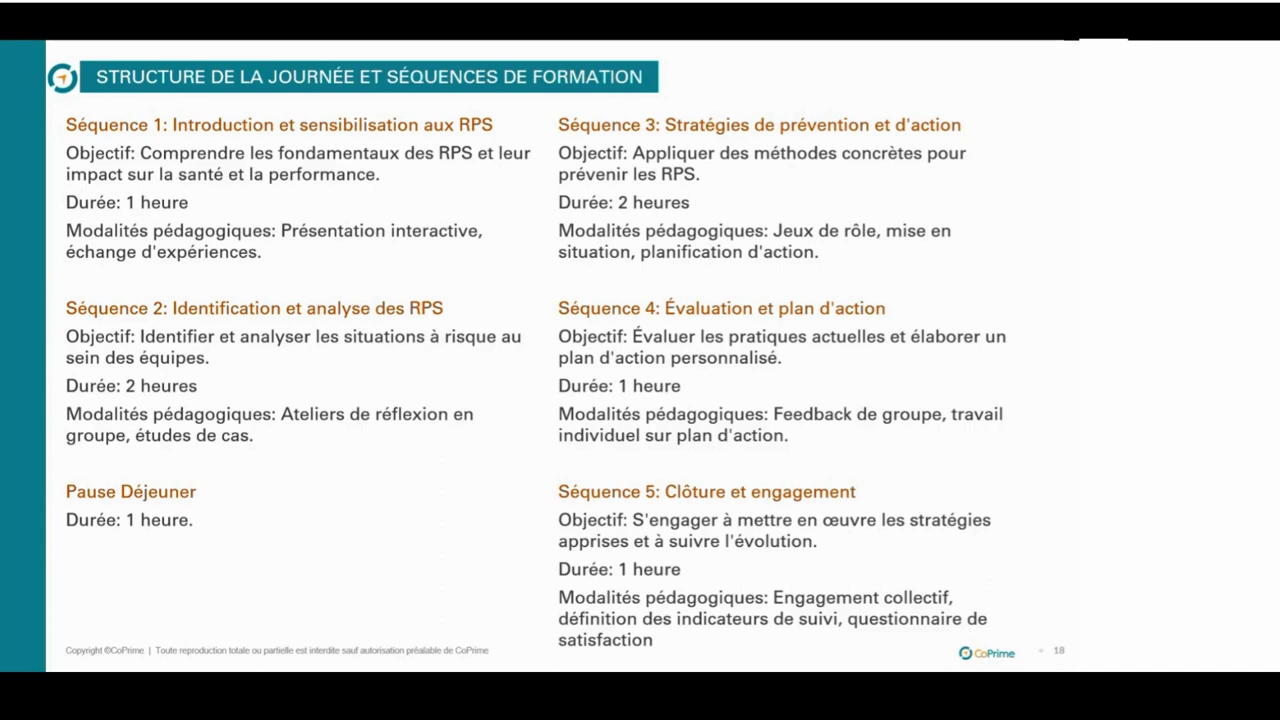 STRUCTURE DE LA JOURNÉE ET SÉQUENCES DE FORMATION
Séquence 1: Introduction et sensibilisation aux RPS
Objectif: Comprendre les fondamentaux des RPS et leur
impact sur la santé et la performance.
Durée: 1 heure
Modalités pédagogiques: Présentation interactive,
échange d'expériences.
Séquence 2: Identification et analyse des RPS
Objectif: Identifier et analyser les situations à risque au
sein des équipes.
Durée: 2 heures
Modalités pédagogiques: Ateliers de réflexion en
groupe, études de cas.
Pause Déjeuner
Durée: 1 heure.
Séquence 3: Stratégies de prévention et d'action
Objectif: Appliquer des méthodes concrètes pour
prévenir les RPS.
Durée: 2 heures
Modalités pédagogiques: Jeux de rôle, mise en
situation, planification d'action.
Séquence 4: Évaluation et plan d'action
Objectif: Évaluer les pratiques actuelles et élaborer un
plan d'action personnalisé.
Durée: 1 heure
Modalités pédagogiques: Feedback de groupe, travail
individuel sur plan d'action.
Séquence 5: Clôture et engagement
Objectif: S'engager à mettre en œuvre les stratégies
apprises et à suivre l'évolution.
Durée: 1 heure
Modalités pédagogiques: Engagement collectif,
définition des indicateurs de suivi, questionnaire de
satisfaction
Copyright ©CoPrime | Toute reproduction totale ou partielle est interdite sauf autorisation préalable de CoPrime
CoPrime
18